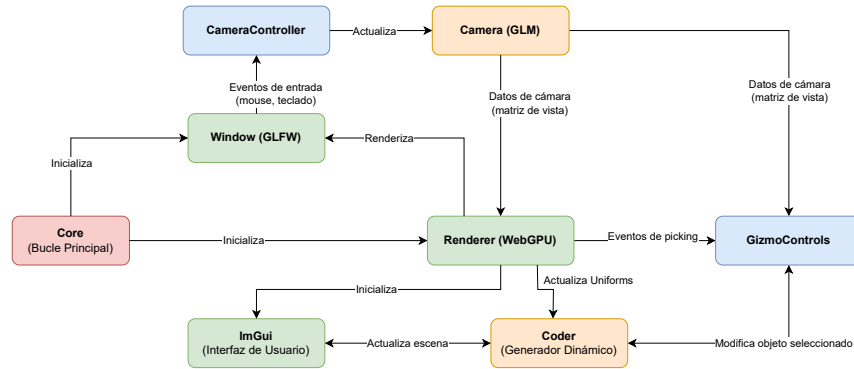 CameraController
Actualiza
Camera (GLM)
Eventos de entrada
(mouse, teclado)
Datos de cámara
(matriz de vista)
Datos de cámara
(matriz de vista)
Window (GLFW)
Renderiza
Inicializa
Core
(Bucle Principal)
Inicializa
Renderer (WebGPU)
Eventos de picking
GizmoControls
Inicializa
Actualiza Uniforms
ImGui
(Interfaz de Usuario)
Actualiza escena
Coder
(Generador Dinámico)
Modifica objeto seleccionado